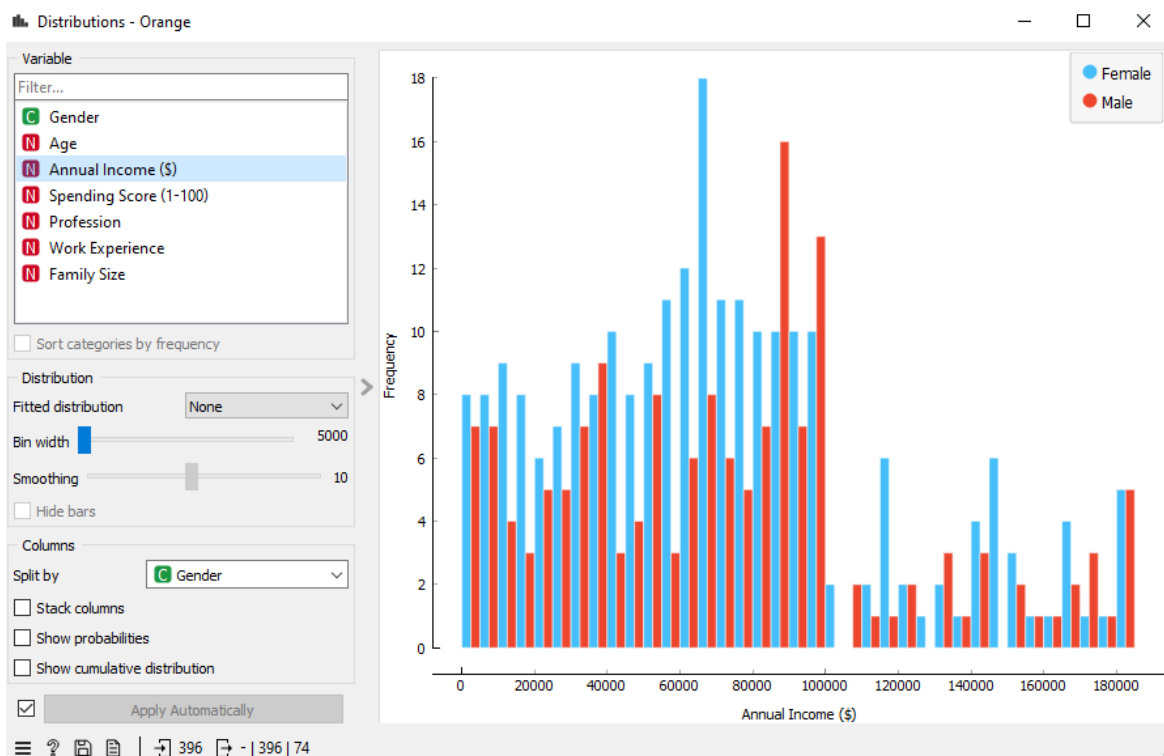 Distributions - Orange
Variable
Filter...
C Gender
N Age
N Annual Income ($)
N Spending Score (1-100)
N Profession
N Work Experience
N Family Size
Sort categories by frequency
Distribution
Fitted distribution None
Bin width 5000
Smoothing 10
Hide bars
Columns
Split by C Gender
Stack columns
Show probabilities
Show cumulative distribution
Apply Automatically
? 396 - | 396 | 74
Female
Male
18
16
14
12
10
8
6
4
2
0
Frequency
0 20000 40000 60000 80000 100000 120000 140000 160000 180000
Annual Income ($)